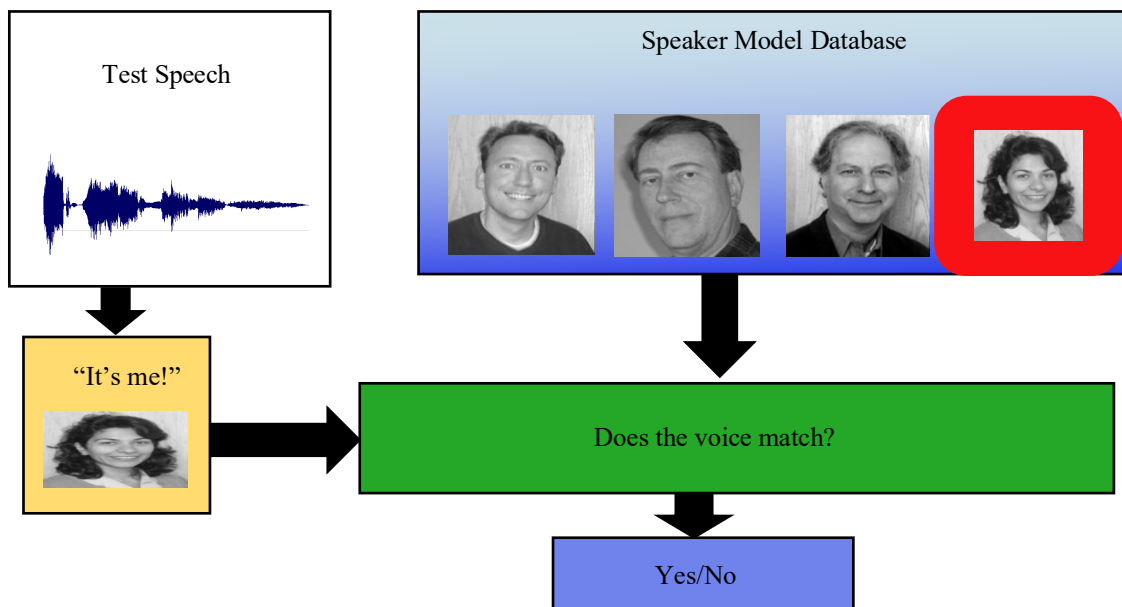 Test Speech
Speaker Model Database
“It’s me!”
Does the voice match?
Yes/No